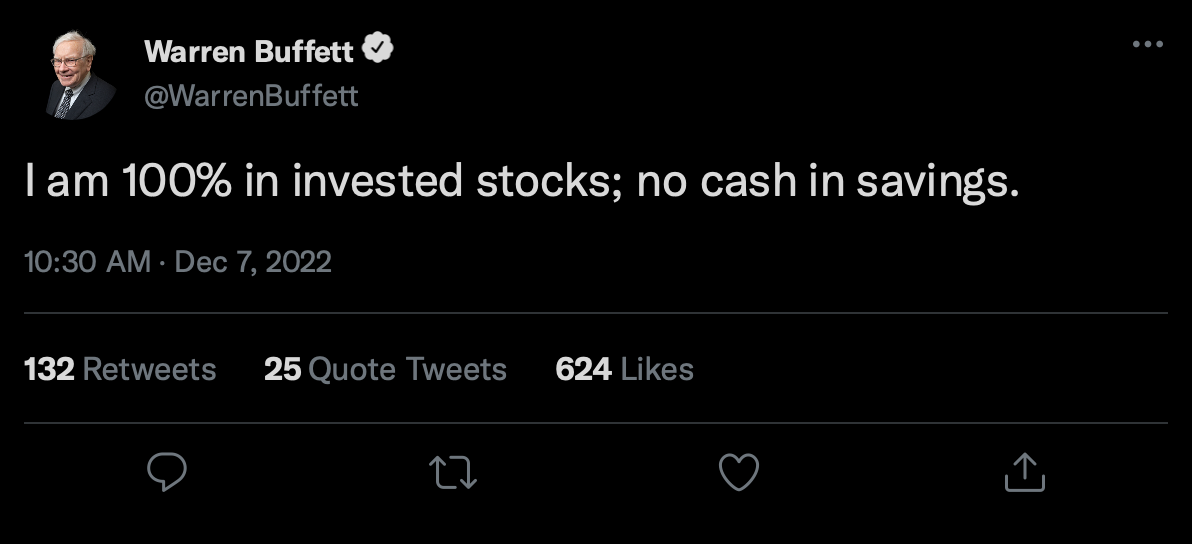 Warren Buffett
@WarrenBuffett
I am 100% in invested stocks; no cash in savings.
10:30 AM · Dec 7, 2022
132 Retweets 25 Quote Tweets 624 Likes